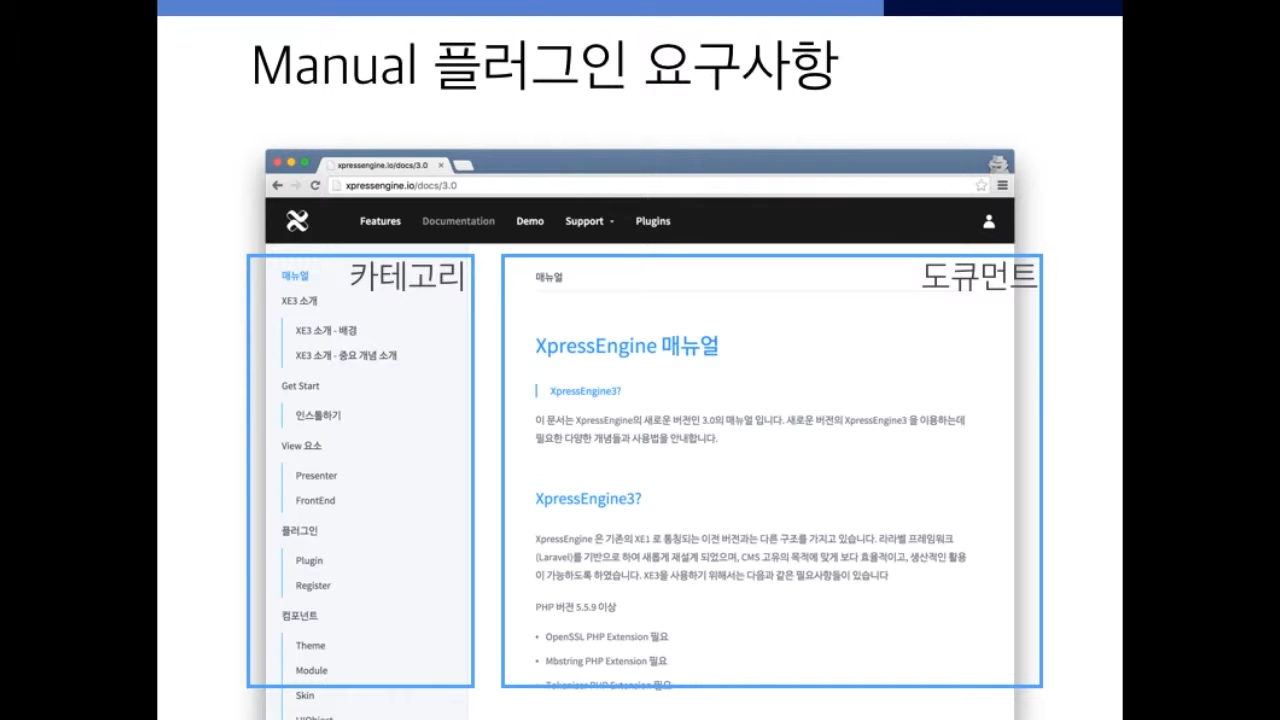 Manual 플러그인 요구사항
xpressengine.io/docs/3.0
xpressengine.io/docs/3.0
Features Documentation Demo Support Plugins
카테고리
매뉴얼
XE3 소개
XE3 소개 - 배경
XE3 소개 - 중요 개념 소개
Get Start
인스톨하기
View 요소
Presenter
FrontEnd
플러그인
Plugin
Register
컴포넌트
Theme
Module
Skin
UIObject
도큐먼트
매뉴얼
XpressEngine 매뉴얼
XpressEngine3?
이 문서는 XpressEngine의 새로운 버전인 3.0의 매뉴얼 입니다. 새로운 버전의 XpressEngine3 을 이용하는데
필요한 다양한 개념들과 사용법을 안내합니다.
XpressEngine3?
XpressEngine 은 기존의 XE1 로 통칭되는 이전 버전과는 다른 구조를 가지고 있습니다. 라라벨 프레임워크
(Laravel)를 기반으로 하여 새롭게 재설계 되었으며, CMS 고유의 목적에 맞게 보다 효율적이고, 생산적인 활용
이 가능하도록 하였습니다. XE3을 사용하기 위해서는 다음과 같은 필요사항들이 있습니다
PHP 버전 5.5.9 이상
• OpenSSL PHP Extension 필요
• Mbstring PHP Extension 필요
• Tokenizer PHP Extension 필요